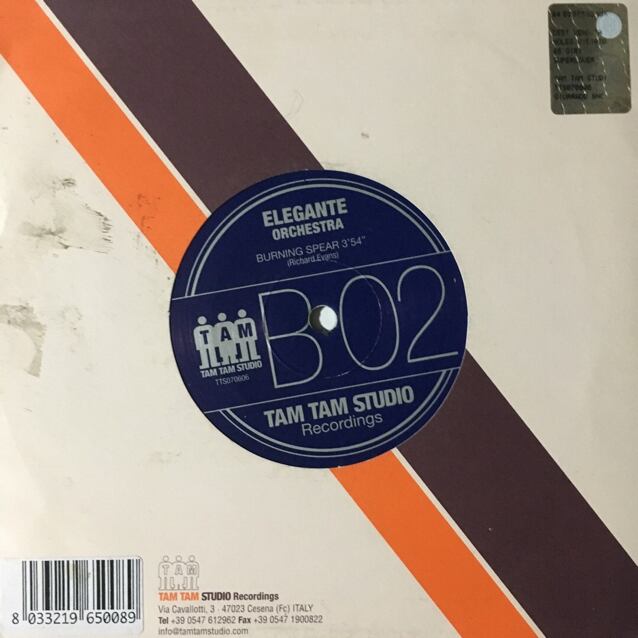 ELEGANTE
ORCHESTRA
BURNING SPEAR 3'54"
(Richard Evans)
B 02
TAM
TAM TAM STUDIO
TTS070606
TAM TAM STUDIO
Recordings
TAM
TAM TAM STUDIO Recordings
Via Cavallotti, 3 - 47023 Cesena (Fc) ITALY
Tel +39 0547 612962 Fax +39 0547 1900822
info@tamtamstudio.com
8 033219 650089